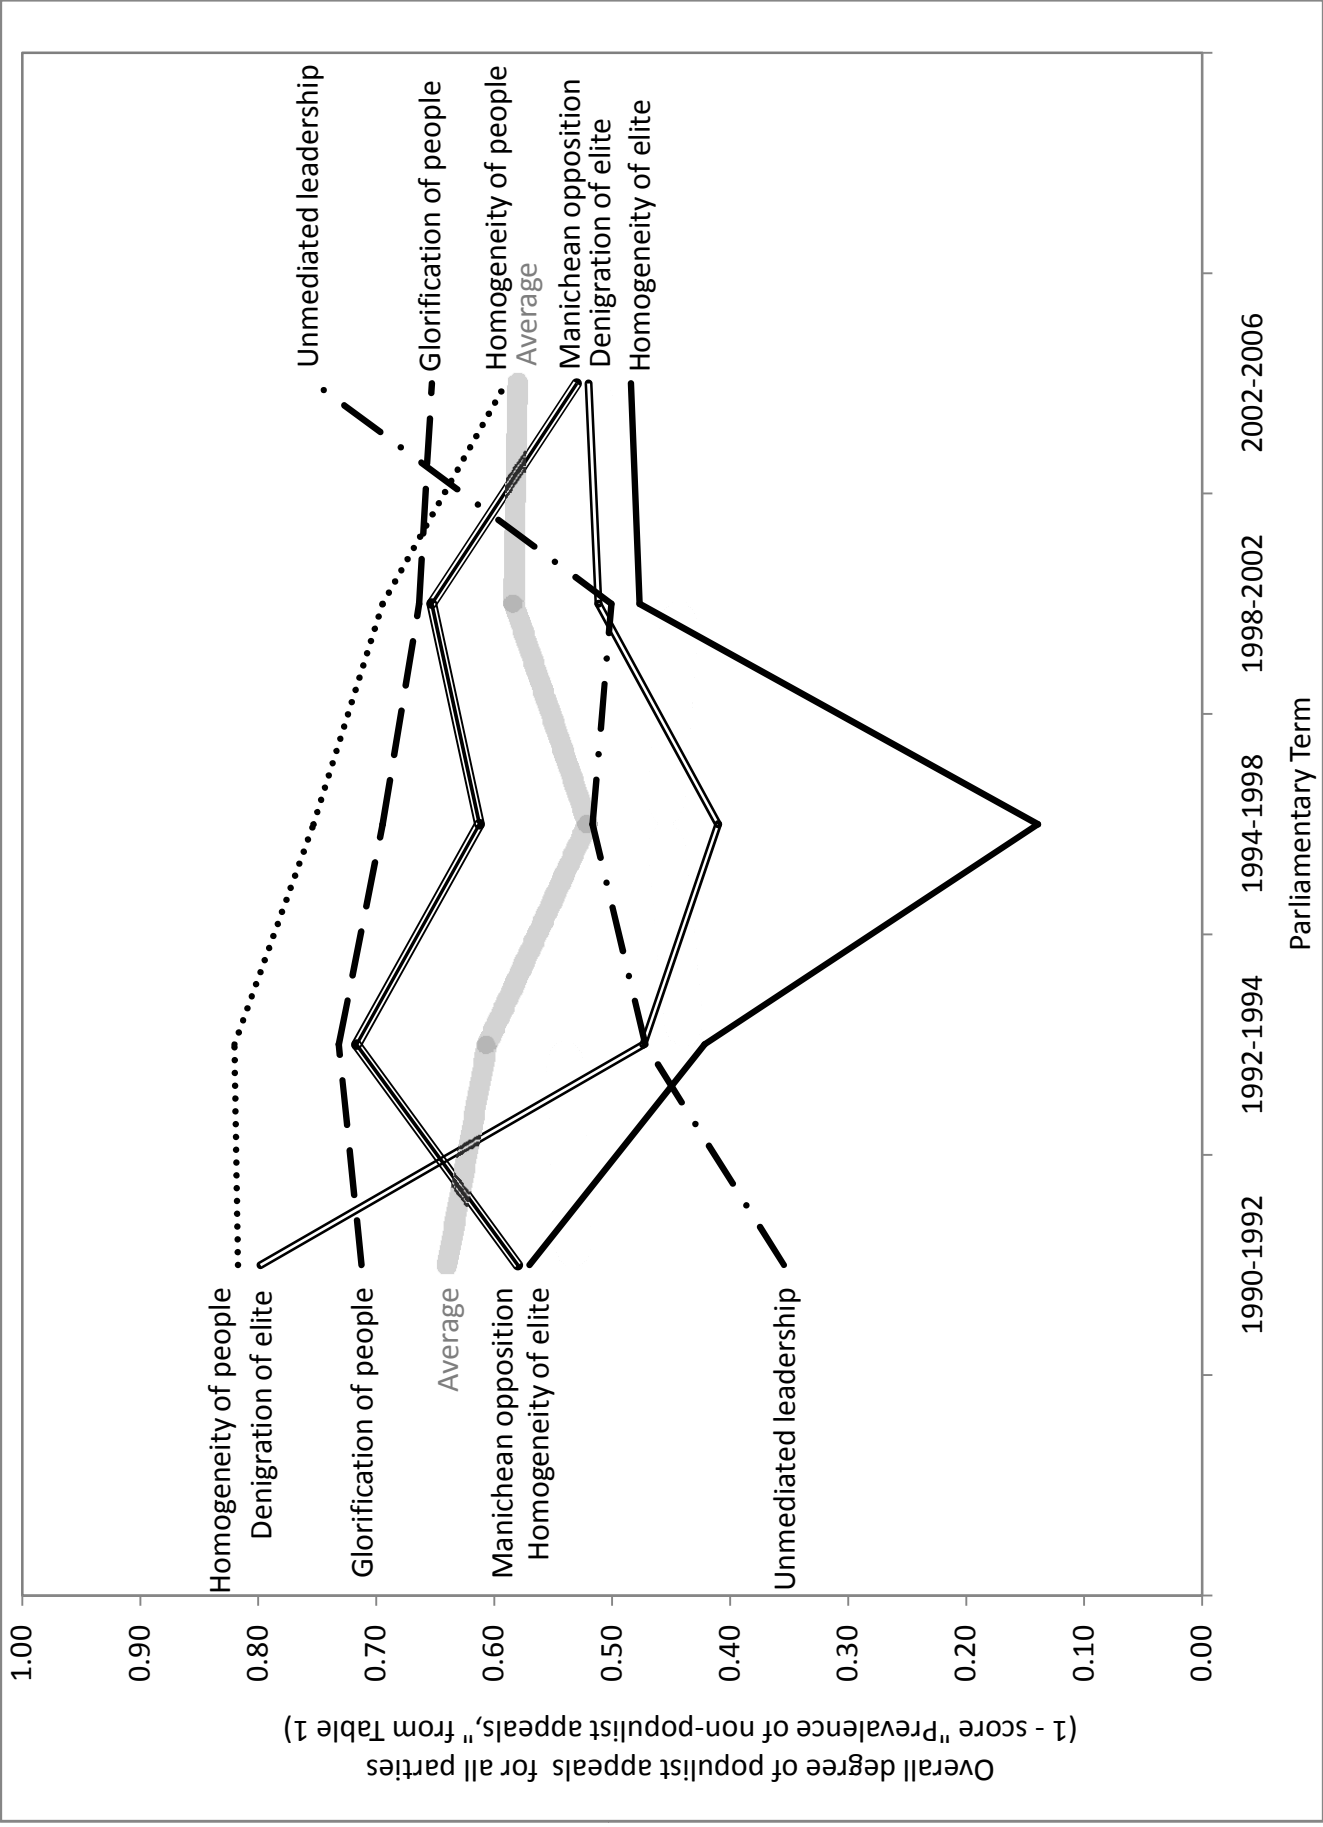 Overall degree of populist appeals for all parties
(1 - score "Prevalence of non-populist appeals," from Table 1)
1.00
0.90
0.80
0.70
0.60
0.50
0.40
0.30
0.20
0.10
0.00
Homogeneity of people
Denigration of elite
Glorification of people
Average
Manichean opposition
Homogeneity of elite
Unmediated leadership
Unmediated leadership
Glorification of people
Homogeneity of people
Average
Manichean opposition
Denigration of elite
Homogeneity of elite
1990-1992
1992-1994
1994-1998
1998-2002
2002-2006
Parliamentary Term